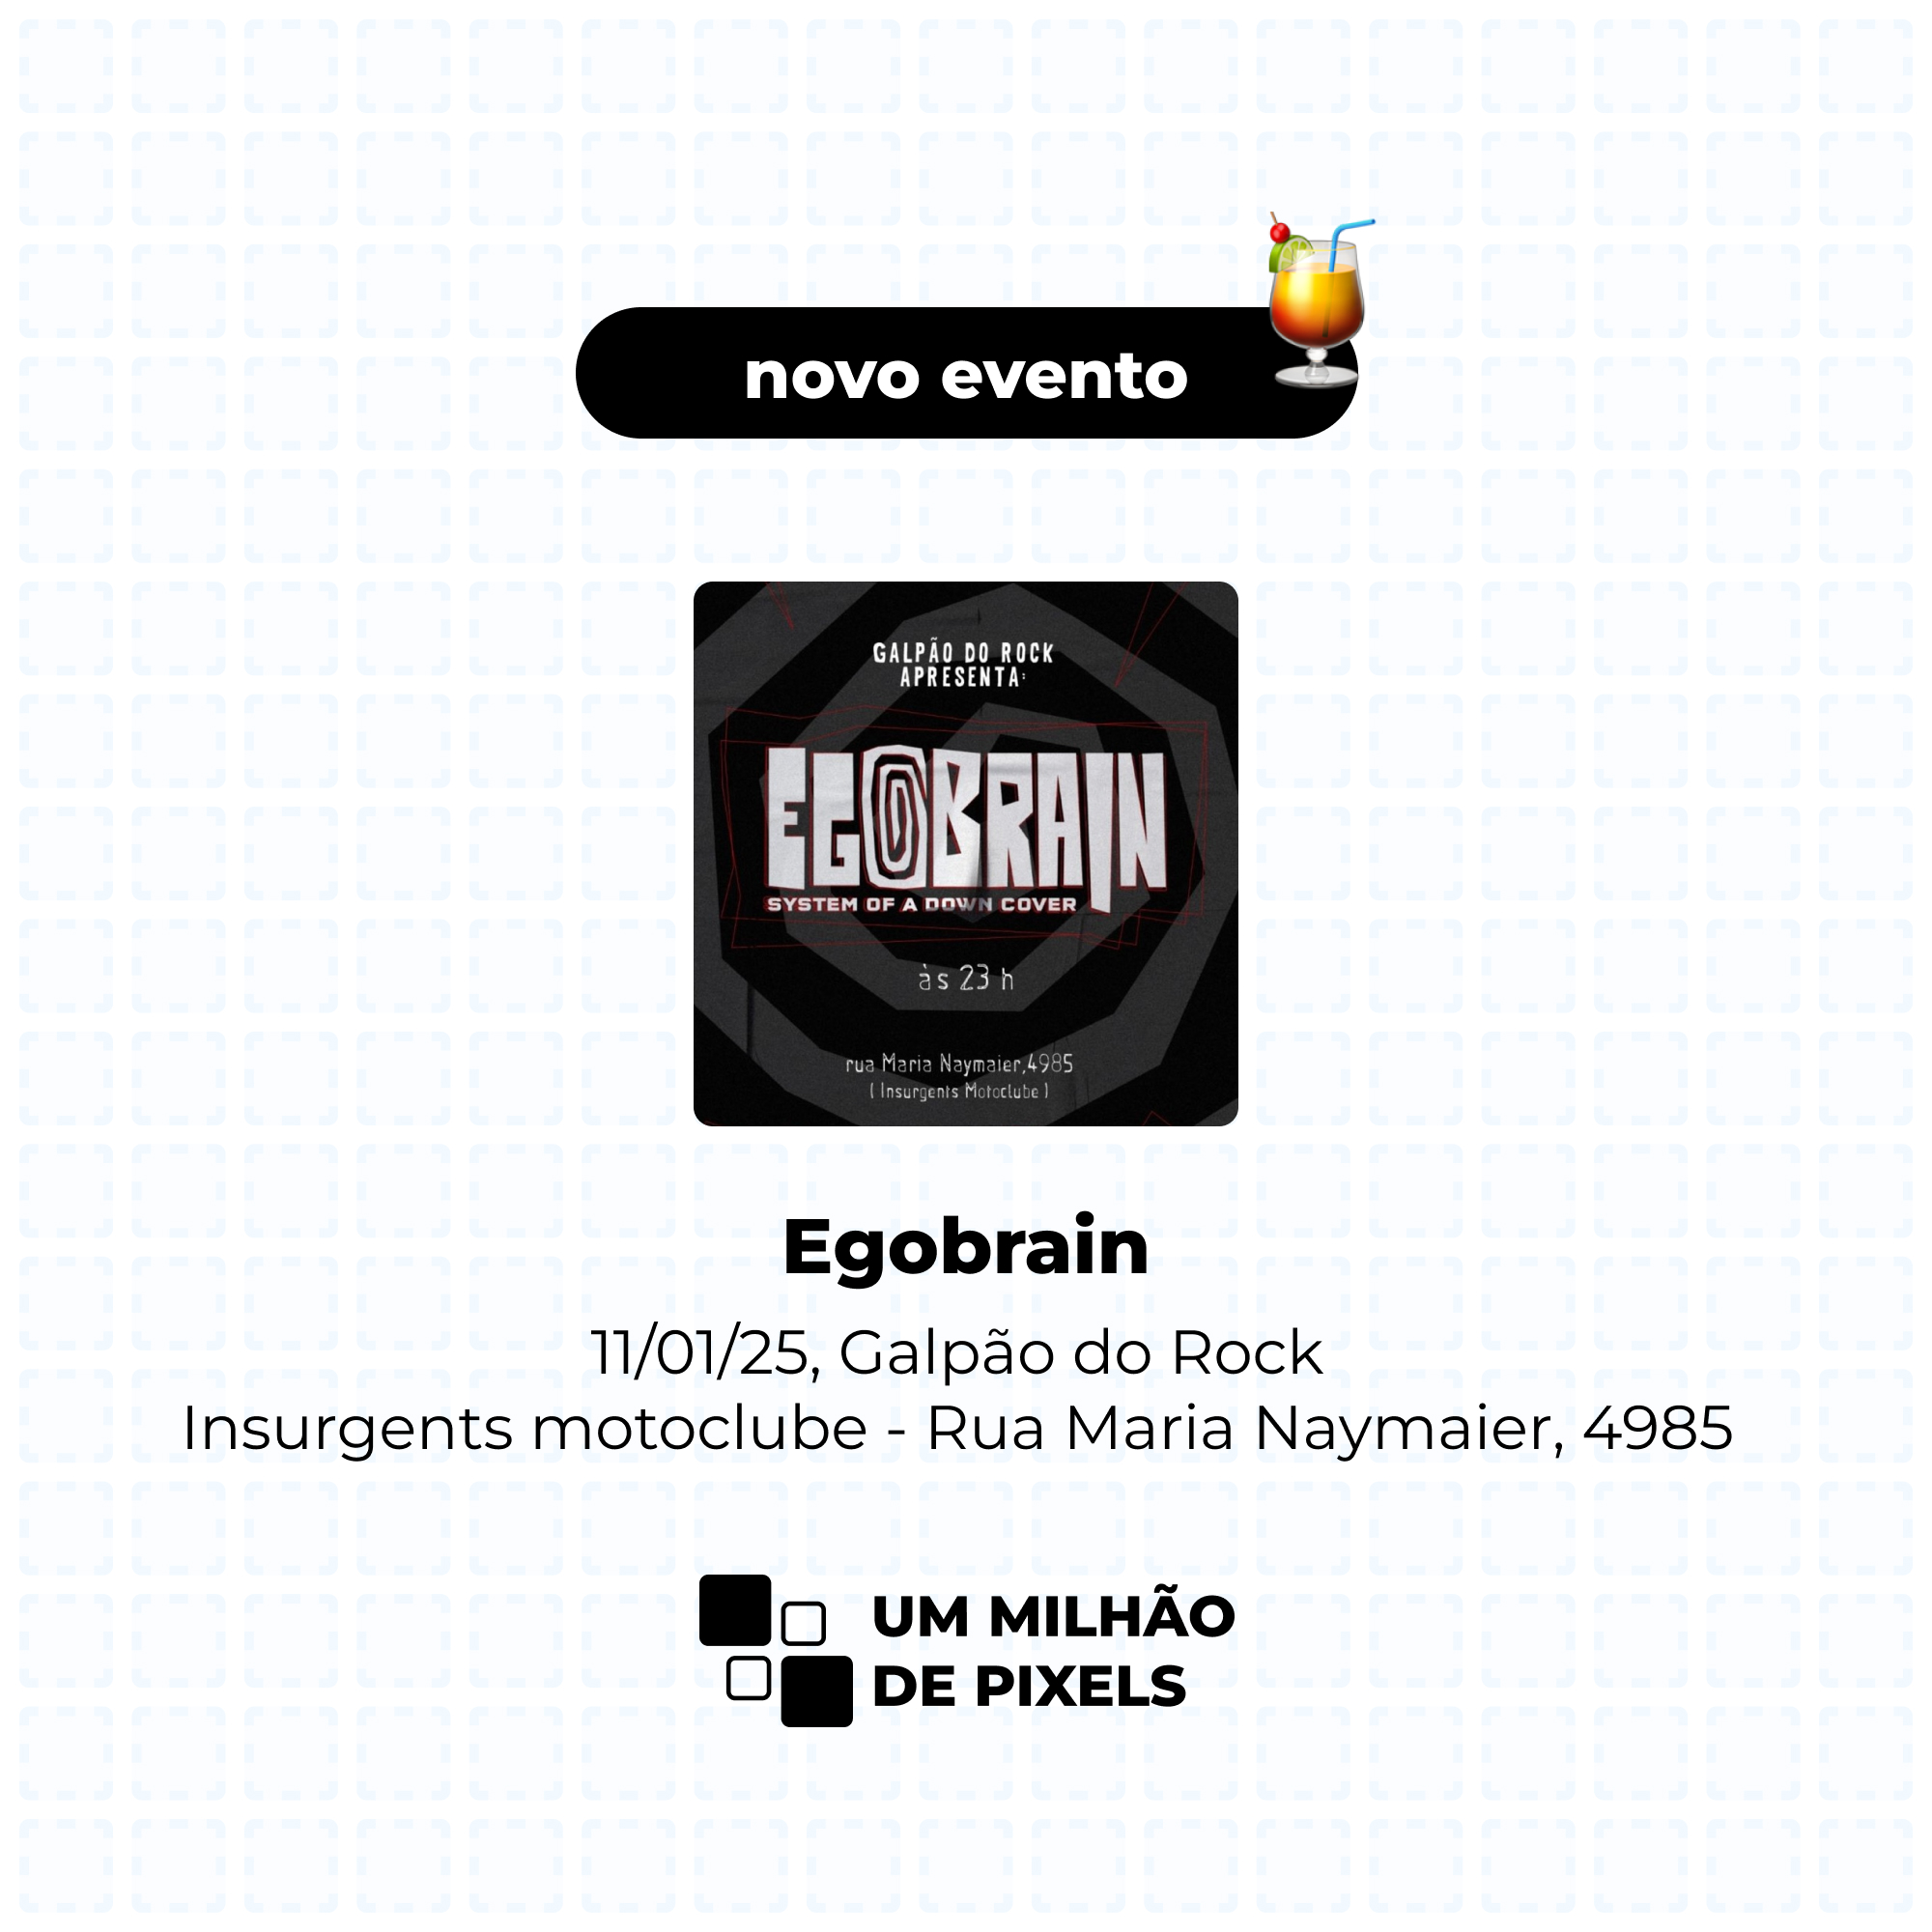 novo evento
GALPÃO DO ROCK
APRESENTA:
EGOBRAIN
SYSTEM OF A DOWN COVER
às 23 h
rua Maria Naymaier,4985
( Insurgents Motoclube )
Egobrain
11/01/25, Galpão do Rock
Insurgents motoclube - Rua Maria Naymaier, 4985
UM MILHÃO
DE PIXELS